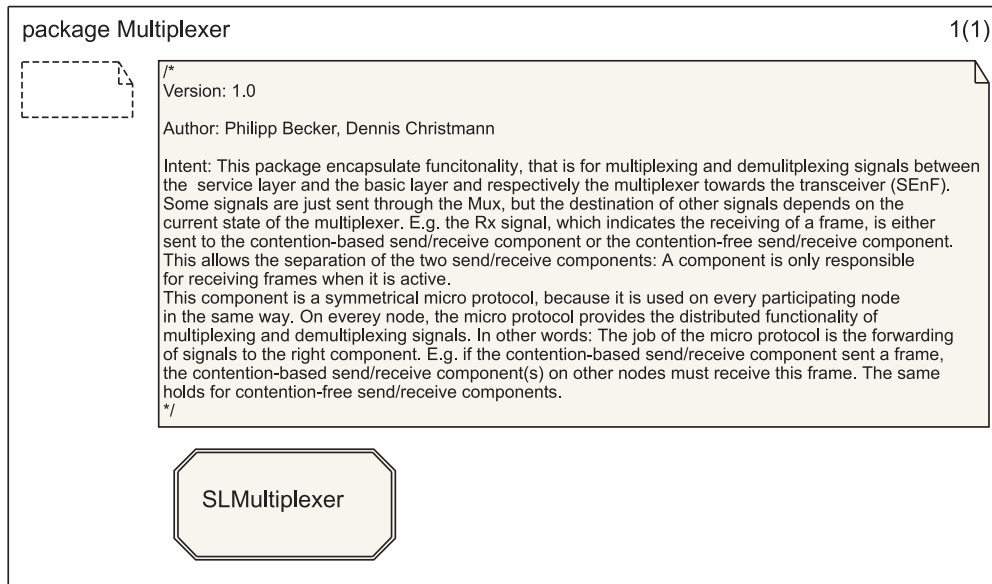 package Multiplexer 1(1)
/*
Version: 1.0
Author: Philipp Becker, Dennis Christmann
Intent: This package encapsulate funcitonality, that is for multiplexing and demulitplexing signals between
the service layer and the basic layer and respectively the multiplexer towards the transceiver (SEnF).
Some signals are just sent through the Mux, but the destination of other signals depends on the
current state of the multiplexer. E.g. the Rx signal, which indicates the receiving of a frame, is either
sent to the contention-based send/receive component or the contention-free send/receive component.
This allows the separation of the two send/receive components: A component is only responsible
for receiving frames when it is active.
This component is a symmetrical micro protocol, because it is used on every participating node
in the same way. On everey node, the micro protocol provides the distributed functionality of
multiplexing and demultiplexing signals. In other words: The job of the micro protocol is the forwarding
of signals to the right component. E.g. if the contention-based send/receive component sent a frame,
the contention-based send/receive component(s) on other nodes must receive this frame. The same
holds for contention-free send/receive components.
*/
SLMultiplexer